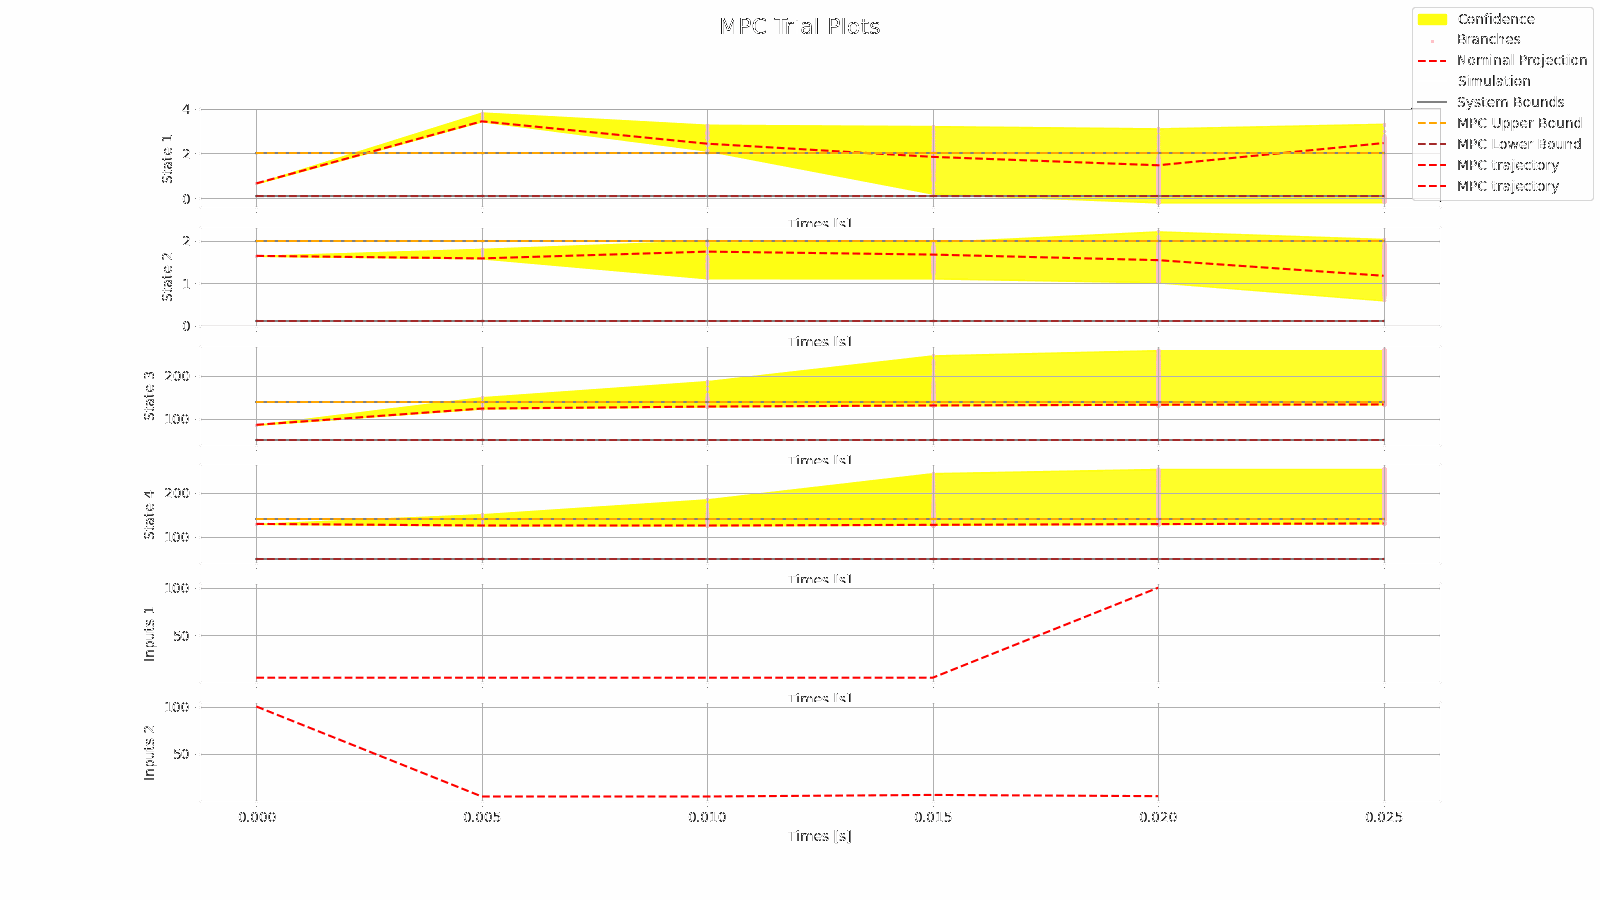 MPC Trial Plots
Confidence
Branches
Nominal Projection
Simulation
System Bounds
MPC Upper Bound
MPC Lower Bound
MPC trajectory
MPC trajectory
4
2
0
State 1
Times [s]
2
1
0
State 2
Times [s]
200
100
State 3
Times [s]
200
100
State 4
Times [s]
100
50
Inputs 1
Times [s]
100
50
Inputs 2
0.000 0.005 0.010 0.015 0.020 0.025
Times [s]